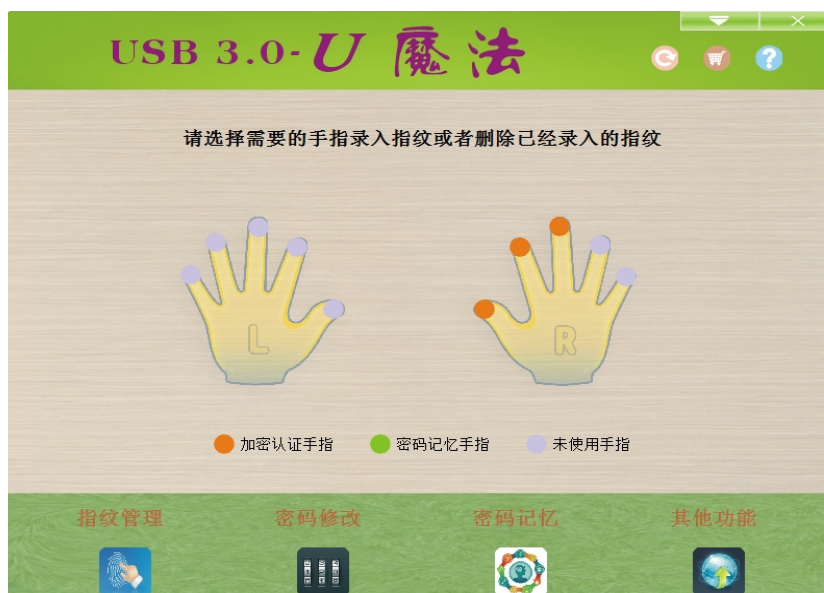 USB 3.0-U 魔法
请选择需要的手指录入指纹或者删除已经录入的指纹
L
R
加密认证手指
密码记忆手指
未使用手指
指纹管理
密码修改
密码记忆
其他功能